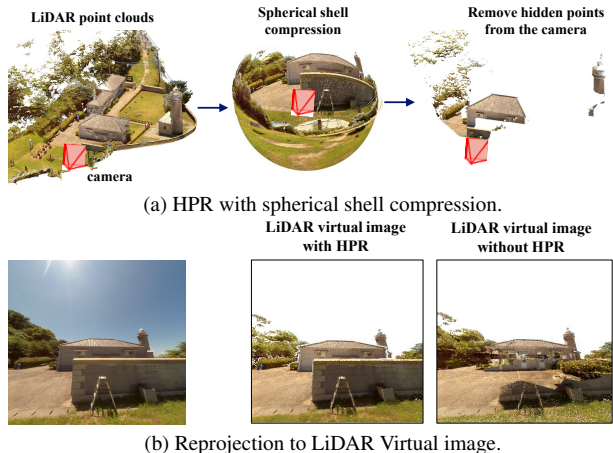 LiDAR point clouds
Spherical shell
compression
Remove hidden points
from the camera
camera
(a) HPR with spherical shell compression.
LiDAR virtual image
with HPR
LiDAR virtual image
without HPR
(b) Reprojection to LiDAR Virtual image.